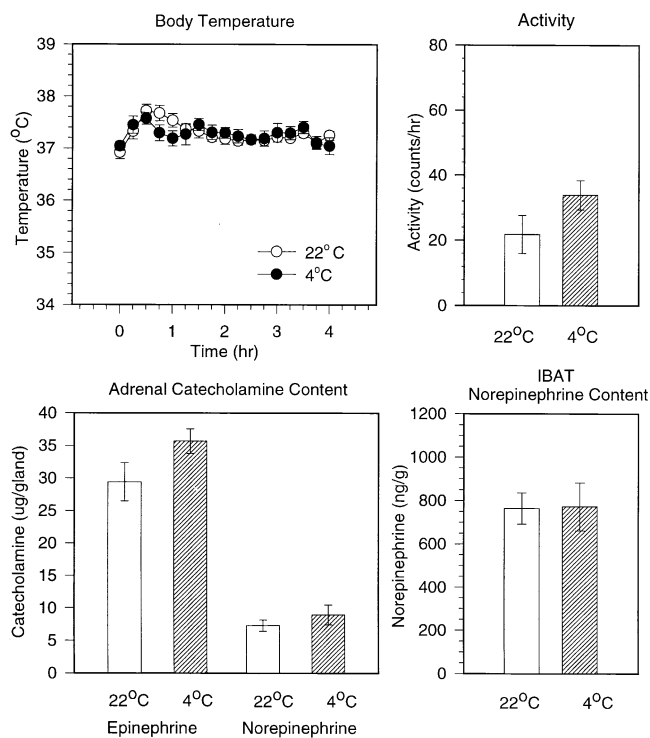 Body Temperature
39
38
37
36
35
34
Temperature (°C)
22°C
4°C
0
1
2
3
4
Time (hr)
Activity
80
60
40
20
0
Activity (counts/hr)
22°C
4°C
Adrenal Catecholamine Content
40
35
30
25
20
15
10
5
0
Catecholamine (ug/gland)
22°C
4°C
22°C
4°C
Epinephrine
Norepinephrine
IBAT
Norepinephrine Content
1200
1000
800
600
400
200
0
Norepinephrine (ng/g)
22°C
4°C